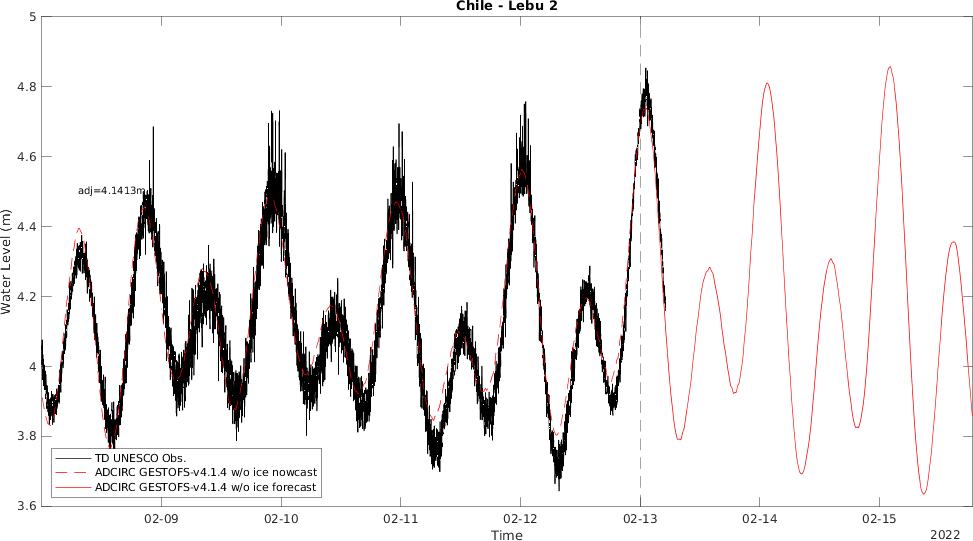 Chile - Lebu 2
5
4.8
4.6
4.4
4.2
4
3.8
3.6
Water Level (m)
adj=4.1413m
TD UNESCO Obs.
ADCIRC GESTOFS-v4.1.4 w/o ice nowcast
ADCIRC GESTOFS-v4.1.4 w/o ice forecast
02-09 02-10 02-11 02-12 02-13 02-14 02-15
Time
2022